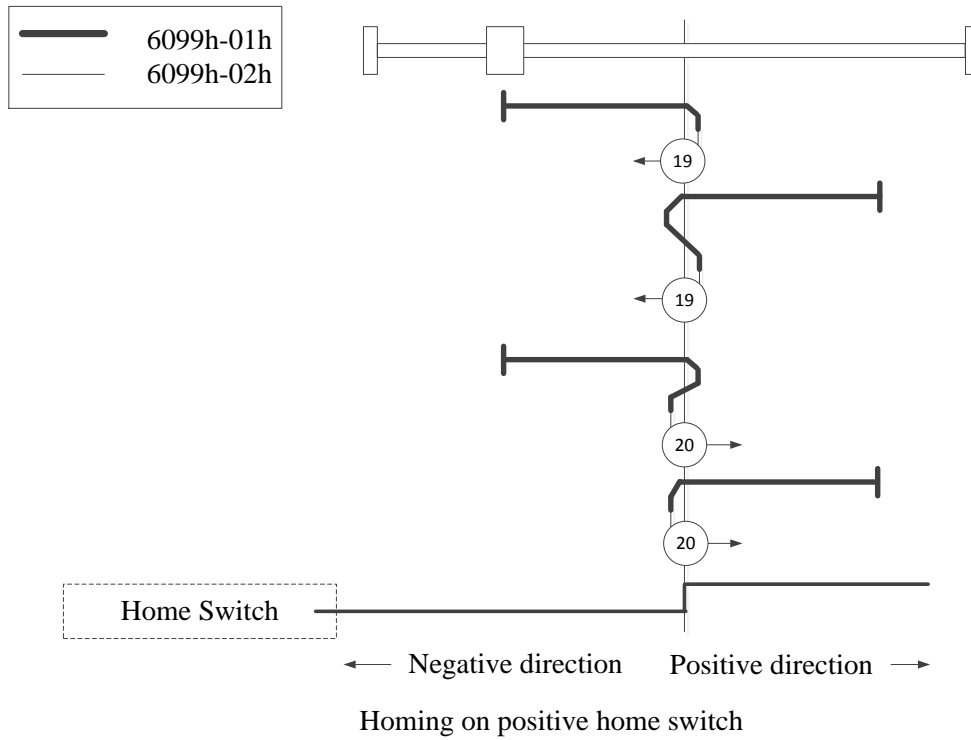 6099h-01h
6099h-02h
19
19
20
20
Home Switch
Negative direction
Positive direction
Homing on positive home switch